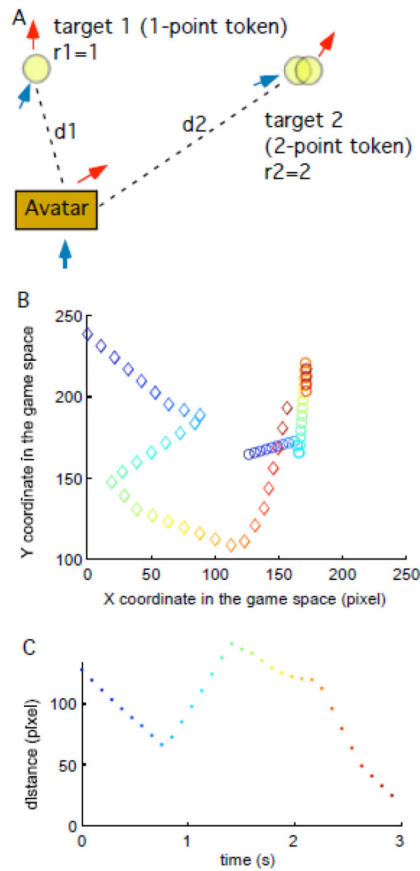 A
target 1 (1-point token)
r1=1
d1
d2
target 2
(2-point token)
r2=2
Avatar
B
250
200
150
100
0
50
100
150
200
250
Y coordinate in the game space
X coordinate in the game space (pixel)
C
100
50
0
0
1
2
3
distance (pixel)
time (s)